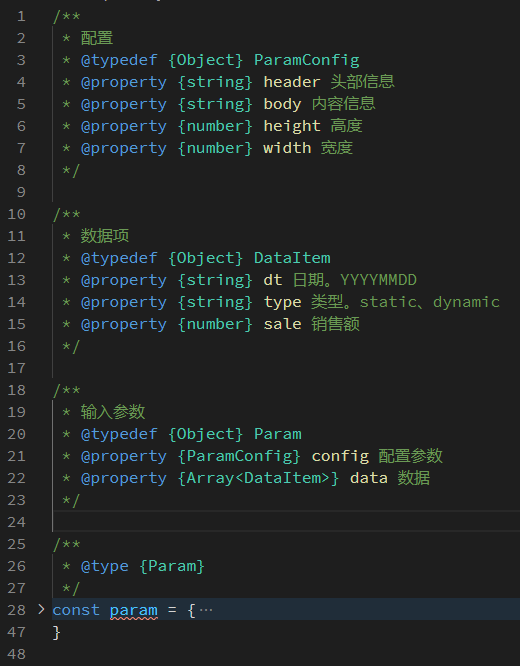 1 /**
2  * 配置
3  * @typedef {Object} ParamConfig
4  * @property {string} header 头部信息
5  * @property {string} body 内容信息
6  * @property {number} height 高度
7  * @property {number} width 宽度
8  */
9
10 /**
11  * 数据项
12  * @typedef {Object} DataItem
13  * @property {string} dt 日期。YYYYMMDD
14  * @property {string} type 类型。static、dynamic
15  * @property {number} sale 销售额
16  */
17
18 /**
19  * 输入参数
20  * @typedef {Object} Param
21  * @property {ParamConfig} config 配置参数
22  * @property {Array<DataItem>} data 数据
23  */
24
25 /**
26  * @type {Param}
27  */
28 const param = {…
47 }
48